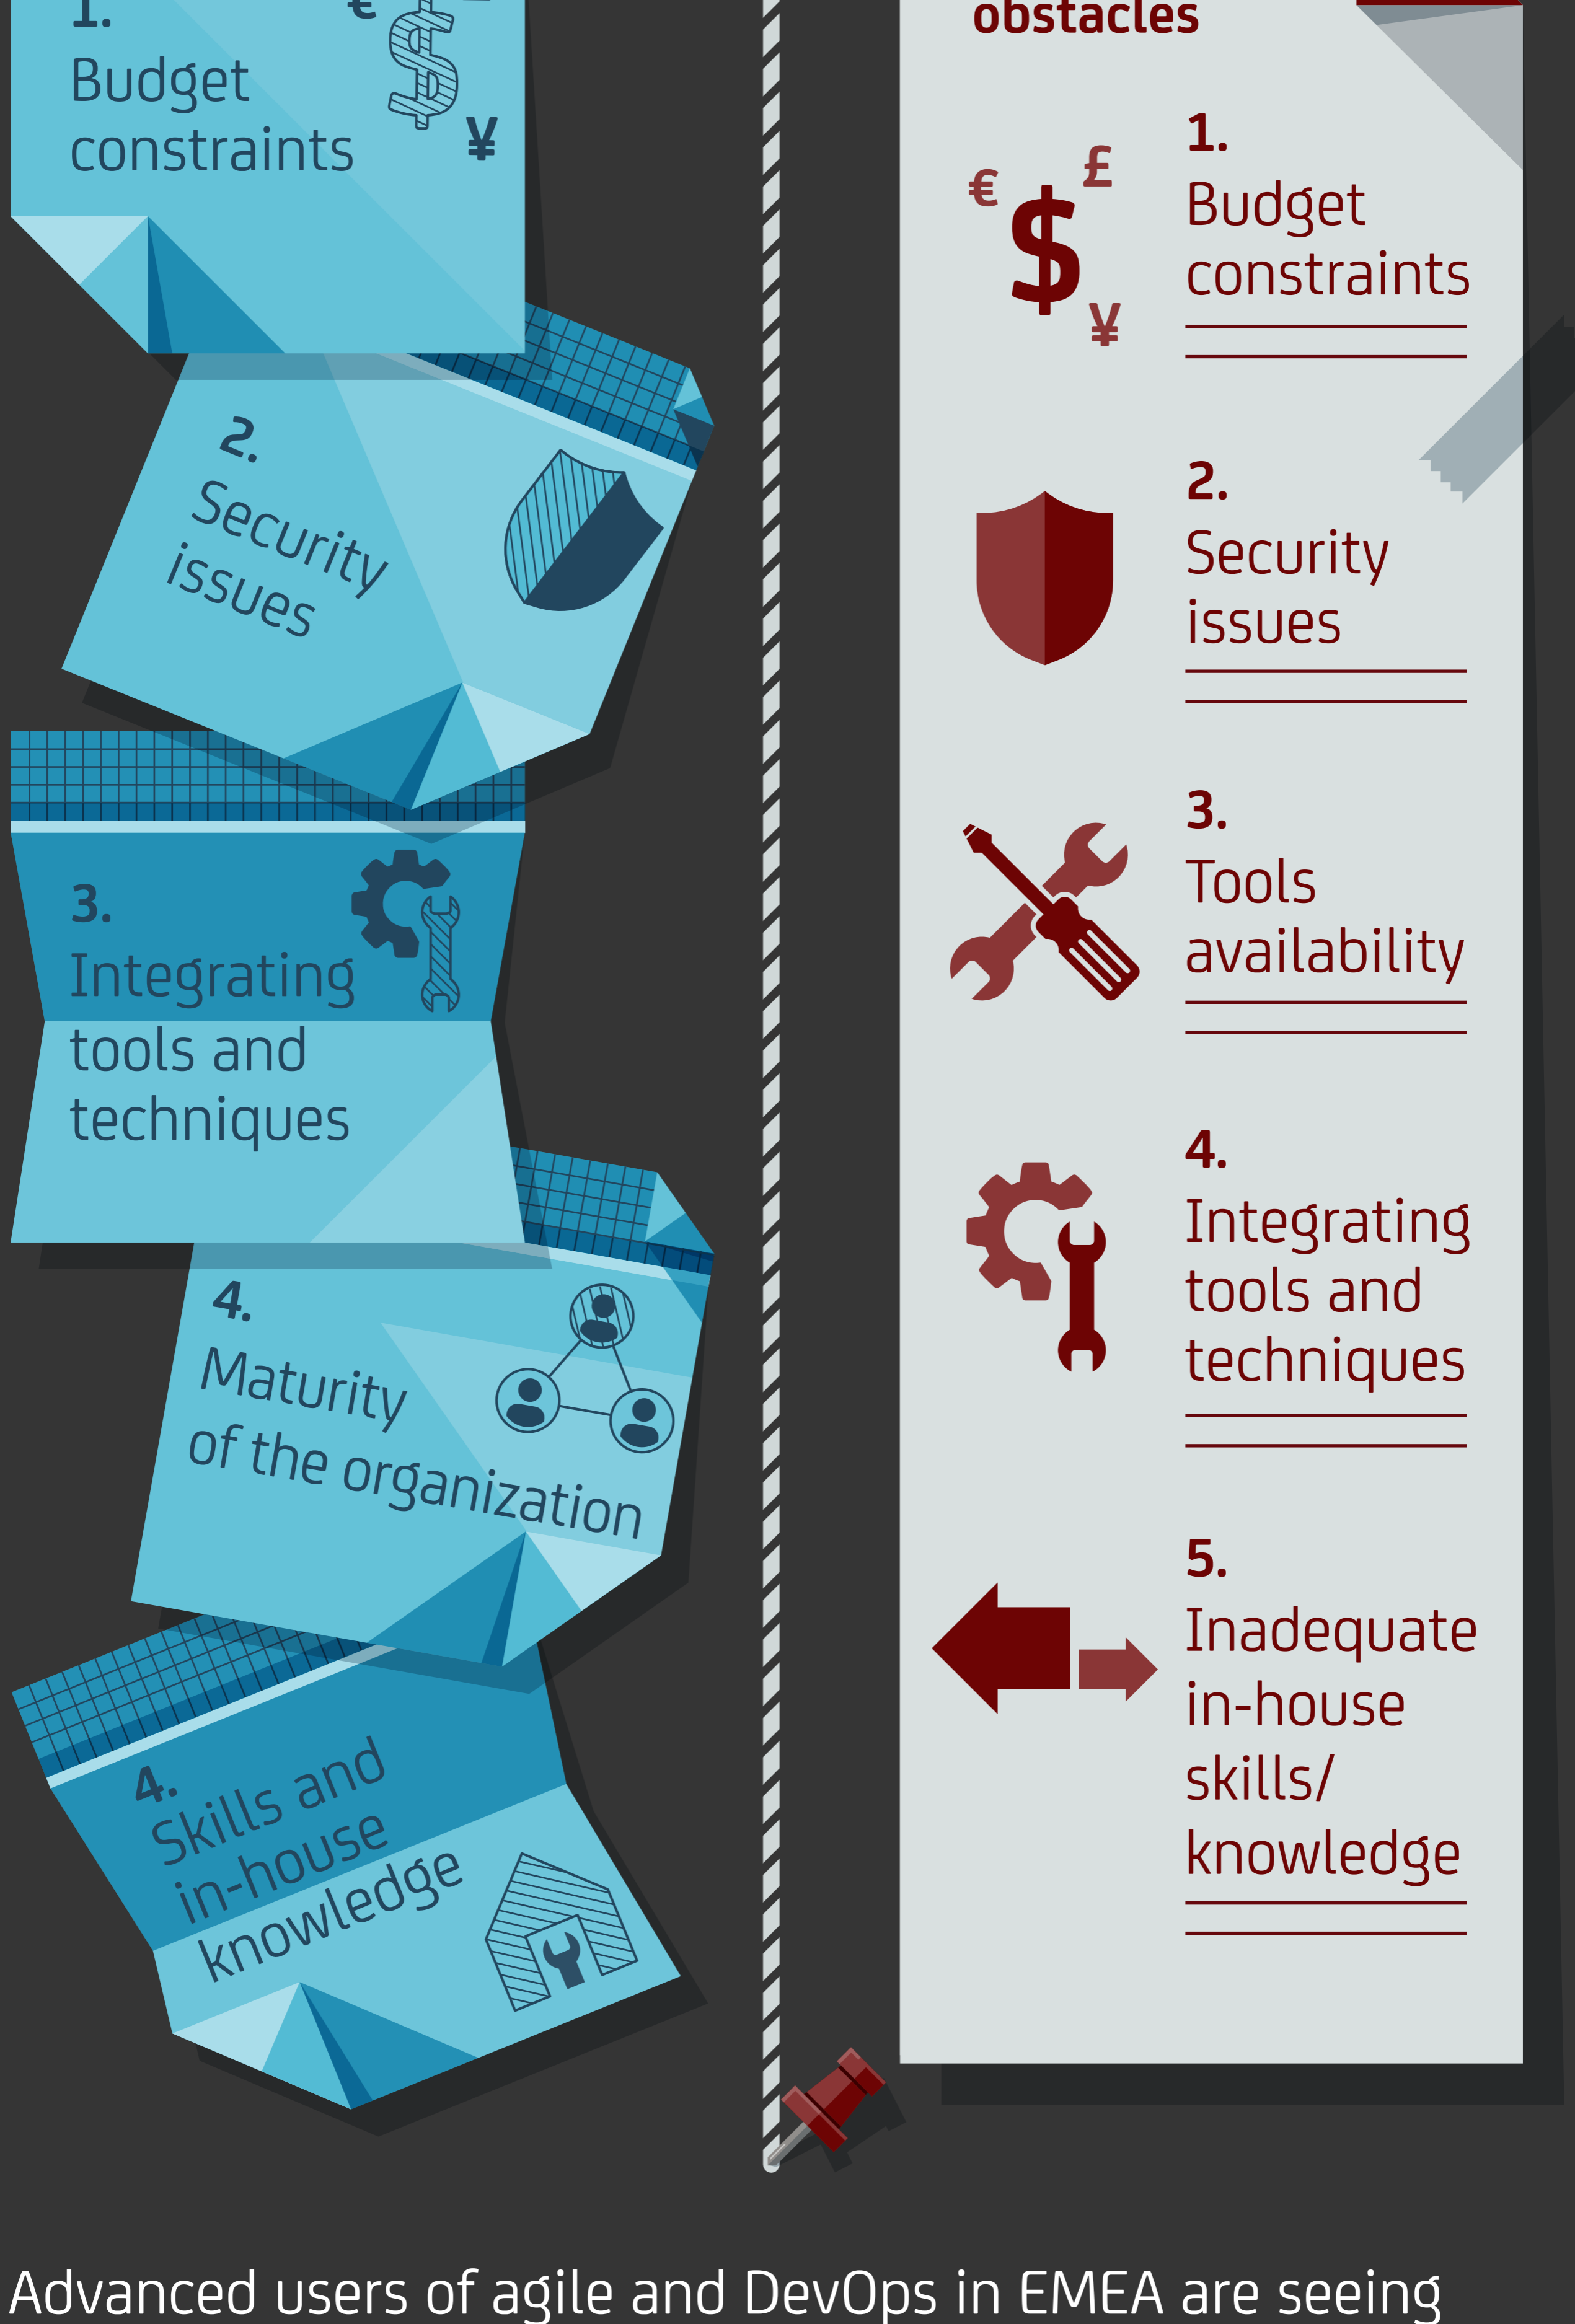 1.
Budget
constraints
2.
Security
issues
3.
Integrating
tools and
techniques
4.
Maturity
of the organization
4.
Skills and
in-house
knowledge
obstacles
1.
Budget
constraints
2.
Security
issues
3.
Tools
availability
4.
Integrating
tools and
techniques
5.
Inadequate
in-house
skills/
knowledge
Advanced users of agile and DevOps in EMEA are seeing